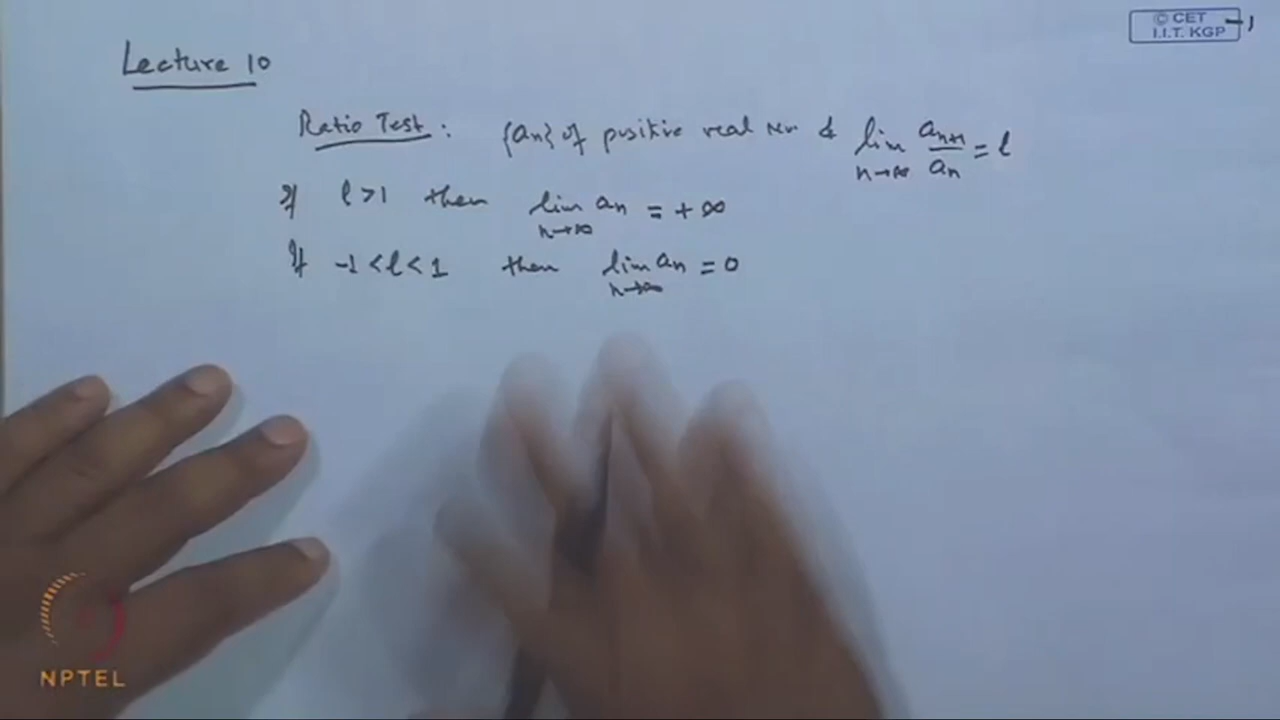 © CET
I.I.T. KGP
Lecture 10
Ratio Test : {an} of positive real Nr & lim n→∞ an+1/an = l
If l > 1 then lim n→∞ an = + ∞
If -1 < l < 1 then lim n→∞ an = 0
NPTEL